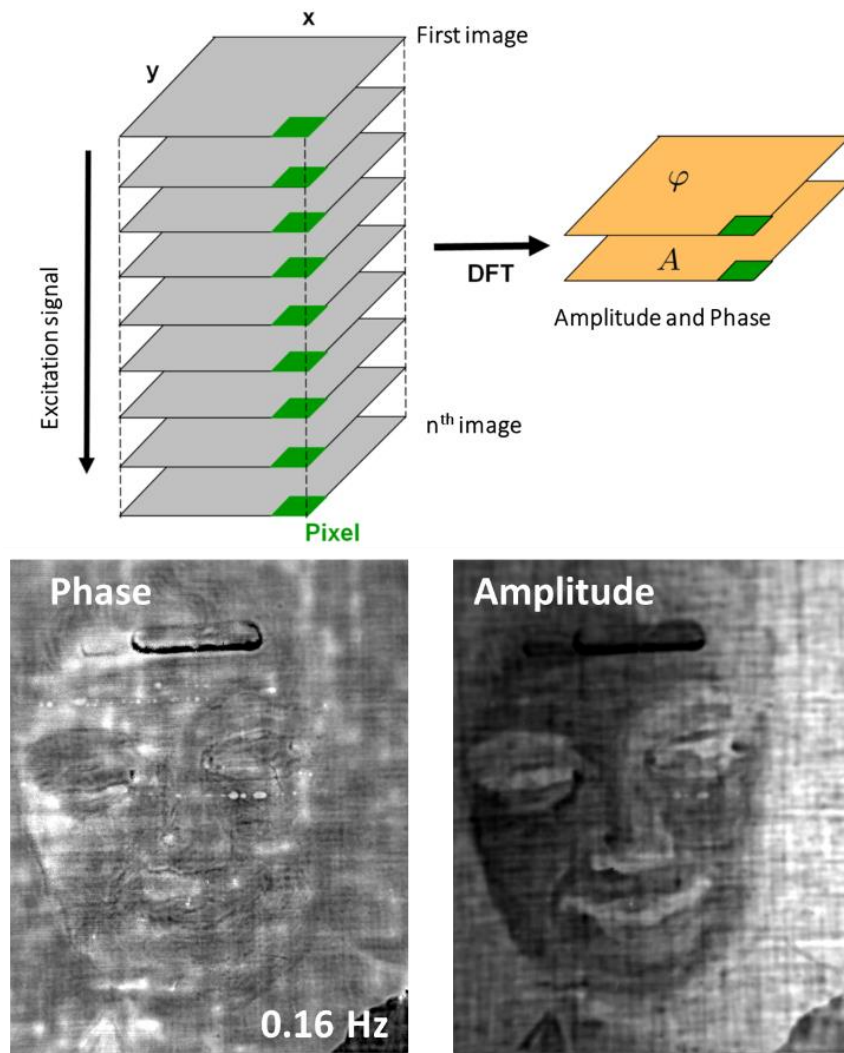 x
First image
y
φ
A
DFT
Amplitude and Phase
Excitation signal
nth image
Pixel
Phase
Amplitude
0.16 Hz